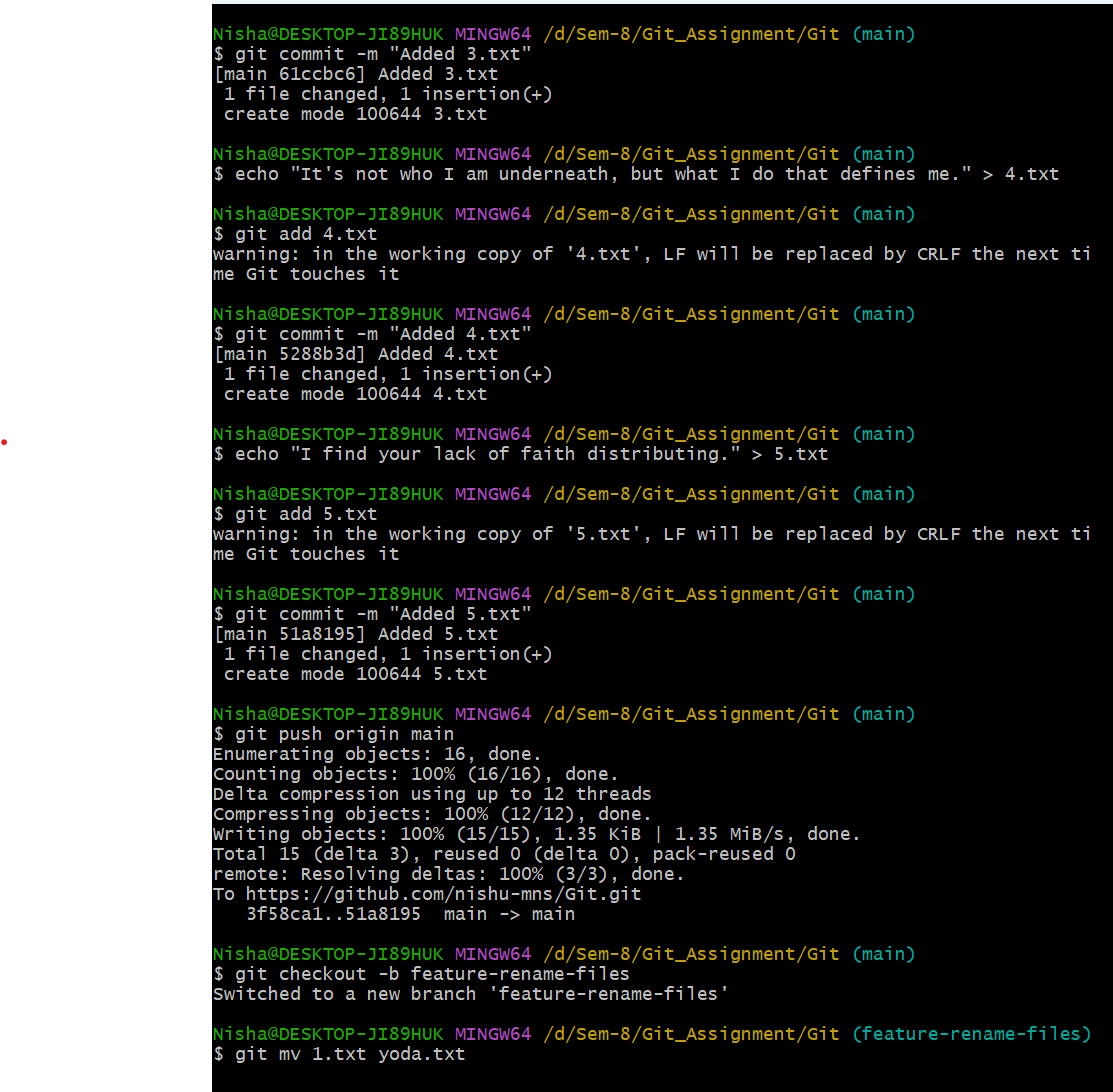 Nisha@DESKTOP-JI89HUK MINGW64 /d/Sem-8/Git_Assignment/Git (main)
$ git commit -m "Added 3.txt"
[main 61ccbc6] Added 3.txt
 1 file changed, 1 insertion(+)
 create mode 100644 3.txt

Nisha@DESKTOP-JI89HUK MINGW64 /d/Sem-8/Git_Assignment/Git (main)
$ echo "It's not who I am underneath, but what I do that defines me." > 4.txt

Nisha@DESKTOP-JI89HUK MINGW64 /d/Sem-8/Git_Assignment/Git (main)
$ git add 4.txt
warning: in the working copy of '4.txt', LF will be replaced by CRLF the next ti
me Git touches it

Nisha@DESKTOP-JI89HUK MINGW64 /d/Sem-8/Git_Assignment/Git (main)
$ git commit -m "Added 4.txt"
[main 5288b3d] Added 4.txt
 1 file changed, 1 insertion(+)
 create mode 100644 4.txt

Nisha@DESKTOP-JI89HUK MINGW64 /d/Sem-8/Git_Assignment/Git (main)
$ echo "I find your lack of faith distributing." > 5.txt

Nisha@DESKTOP-JI89HUK MINGW64 /d/Sem-8/Git_Assignment/Git (main)
$ git add 5.txt
warning: in the working copy of '5.txt', LF will be replaced by CRLF the next ti
me Git touches it

Nisha@DESKTOP-JI89HUK MINGW64 /d/Sem-8/Git_Assignment/Git (main)
$ git commit -m "Added 5.txt"
[main 51a8195] Added 5.txt
 1 file changed, 1 insertion(+)
 create mode 100644 5.txt

Nisha@DESKTOP-JI89HUK MINGW64 /d/Sem-8/Git_Assignment/Git (main)
$ git push origin main
Enumerating objects: 16, done.
Counting objects: 100% (16/16), done.
Delta compression using up to 12 threads
Compressing objects: 100% (12/12), done.
Writing objects: 100% (15/15), 1.35 KiB | 1.35 MiB/s, done.
Total 15 (delta 3), reused 0 (delta 0), pack-reused 0
remote: Resolving deltas: 100% (3/3), done.
To https://github.com/nishu-mns/Git.git
   3f58ca1..51a8195  main -> main

Nisha@DESKTOP-JI89HUK MINGW64 /d/Sem-8/Git_Assignment/Git (main)
$ git checkout -b feature-rename-files
Switched to a new branch 'feature-rename-files'

Nisha@DESKTOP-JI89HUK MINGW64 /d/Sem-8/Git_Assignment/Git (feature-rename-files)
$ git mv 1.txt yoda.txt